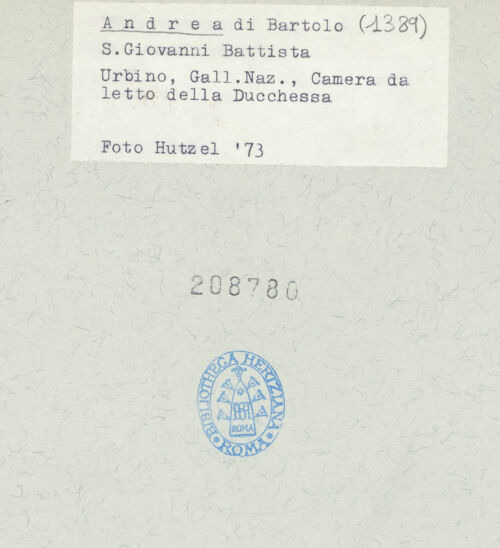 Andrea di Bartolo (1389)
S.Giovanni Battista
Urbino, Gall.Naz., Camera da
letto della Ducchessa
Foto Hutzel '73
208780
BIBLIOTHECA HERTZIANA
ROMA
ROMA